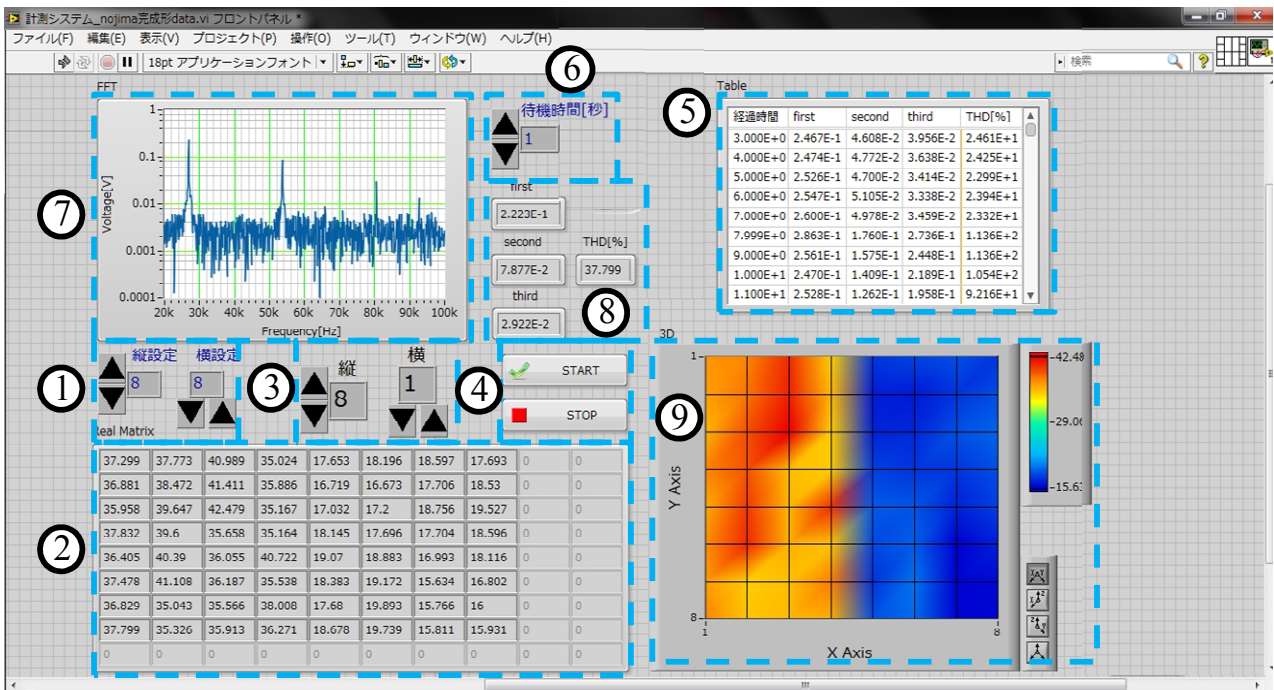 計測システム_nojima完成形data.vi フロントパネル *
ファイル(F) 編集(E) 表示(V) プロジェクト(P) 操作(O) ツール(T) ウィンドウ(W) ヘルプ(H)
18pt アプリケーションフォント
検索
FFT
⑦
Voltage[V]
1
0.1
0.01
0.001
0.0001
20k 30k 40k 50k 60k 70k 80k 90k 100k
Frequency[Hz]
⑥
待機時間[秒]
1
first
2.223E-1
second THD[%]
7.877E-2 37.799
third
2.922E-2
⑧
Table
⑤
経過時間 first second third THD[%]
3.000E+0 2.467E-1 4.608E-2 3.956E-2 2.461E+1
4.000E+0 2.474E-1 4.772E-2 3.638E-2 2.425E+1
5.000E+0 2.526E-1 4.700E-2 3.414E-2 2.299E+1
6.000E+0 2.547E-1 5.105E-2 3.338E-2 2.394E+1
7.000E+0 2.600E-1 4.978E-2 3.459E-2 2.332E+1
7.999E+0 2.863E-1 1.760E-1 2.736E-1 1.136E+2
9.000E+0 2.561E-1 1.575E-1 2.448E-1 1.136E+2
1.000E+1 2.470E-1 1.409E-1 2.189E-1 1.054E+2
1.100E+1 2.528E-1 1.262E-1 1.958E-1 9.216E+1
①
縦設定 横設定
8 8
③
縦 横
8 1
④
START
STOP
②
Real Matrix
37.299 37.773 40.989 35.024 17.653 18.196 18.597 17.693 0 0
36.881 38.472 41.411 35.886 16.719 16.673 17.706 18.53 0 0
35.958 39.647 42.479 35.167 17.032 17.2 18.756 19.527 0 0
37.832 39.6 35.658 35.164 18.145 17.696 17.704 18.596 0 0
36.405 40.39 36.055 40.722 19.07 18.883 16.993 18.116 0 0
37.478 41.108 36.187 35.538 18.383 19.172 15.634 16.802 0 0
36.829 35.043 35.566 38.008 17.68 19.893 15.766 16 0 0
37.799 35.326 35.913 36.271 18.678 19.739 15.811 15.931 0 0
0 0 0 0 0 0 0 0 0 0
3D
⑨
1
Y Axis
8
1 8
X Axis
42.48
29.06
15.63